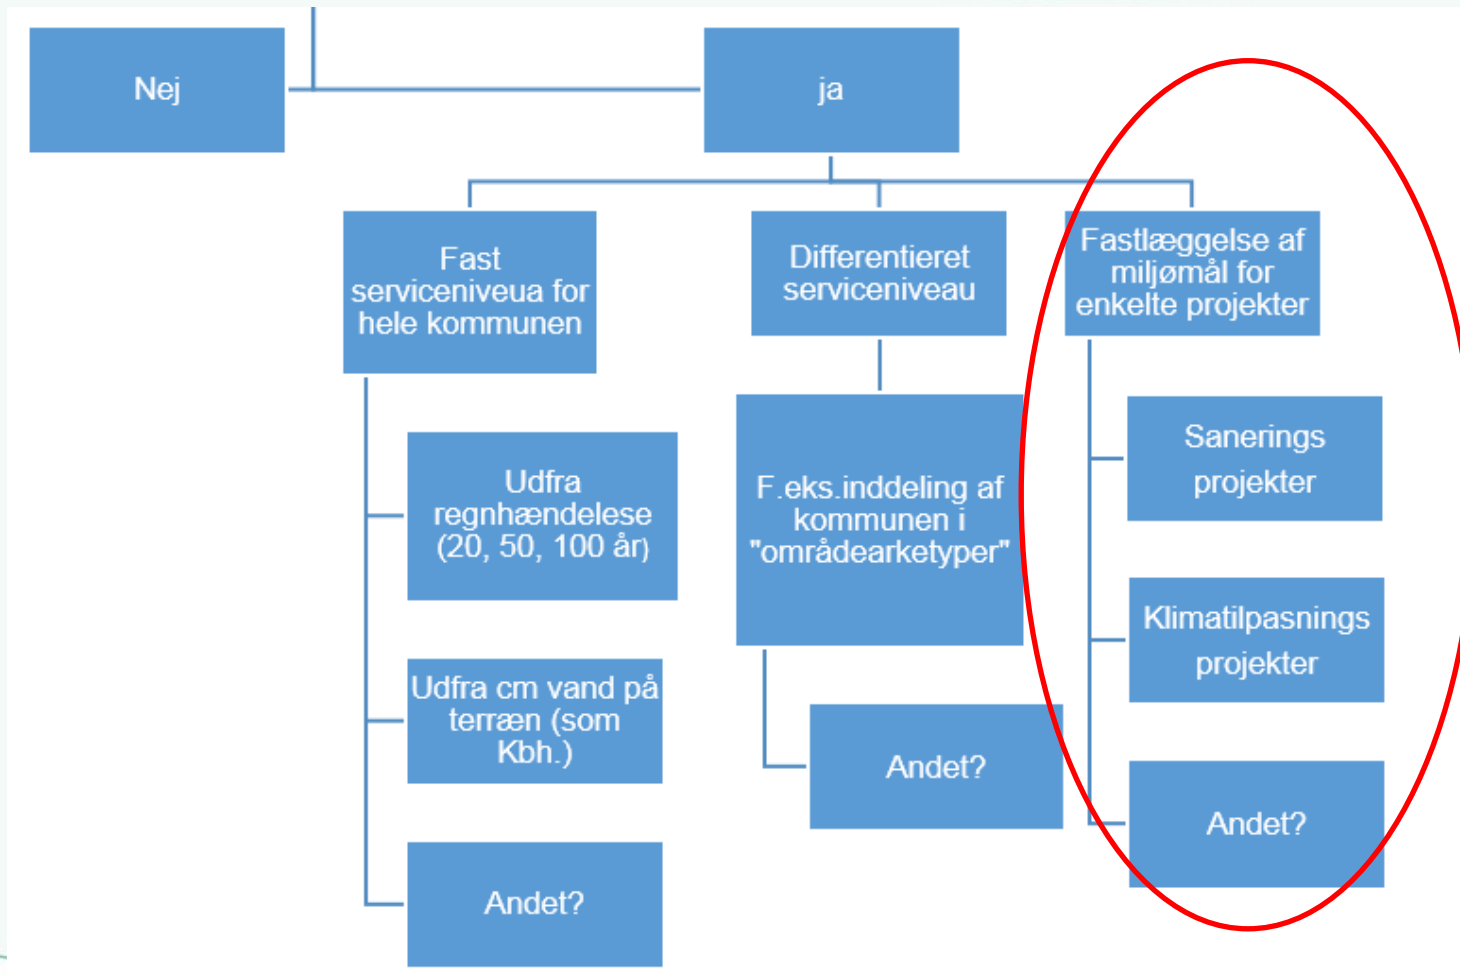 Nej
ja
Fast
serviceniveua for
hele kommunen
Udfra
regnhændelese
(20, 50, 100 år)
Udfra cm vand på
terræn (som
Kbh.)
Andet?
Differentieret
serviceniveau
F.eks.inddeling af
kommunen i
"områdearketyper"
Andet?
Fastlæggelse af
miljømål for
enkelte projekter
Sanerings
projekter
Klimatilpasnings
projekter
Andet?